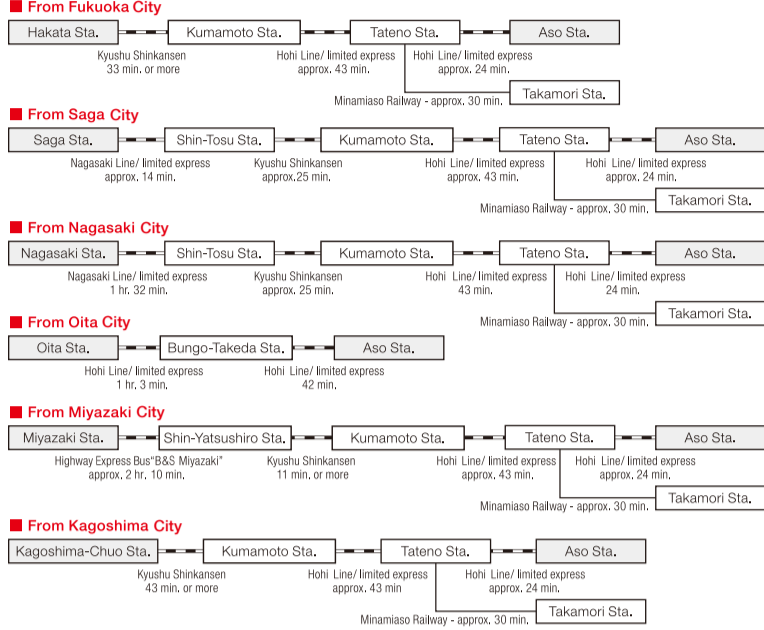 From Fukuoka City
Hakata Sta. Kumamoto Sta. Tateno Sta. Aso Sta.
Kyushu Shinkansen Hohi Line/ limited express Hohi Line/ limited express
33 min. or more approx. 43 min. approx. 24 min.
Minamiaso Railway - approx. 30 min. Takamori Sta.
From Saga City
Saga Sta. Shin-Tosu Sta. Kumamoto Sta. Tateno Sta. Aso Sta.
Nagasaki Line/ limited express Kyushu Shinkansen Hohi Line/ limited express Hohi Line/ limited express
approx. 14 min. approx.25 min. approx. 43 min. approx. 24 min.
Minamiaso Railway - approx. 30 min. Takamori Sta.
From Nagasaki City
Nagasaki Sta. Shin-Tosu Sta. Kumamoto Sta. Tateno Sta. Aso Sta.
Nagasaki Line/ limited express Kyushu Shinkansen Hohi Line/ limited express Hohi Line/ limited express
1 hr. 32 min. approx. 25 min. 43 min. 24 min.
Minamiaso Railway - approx. 30 min. Takamori Sta.
From Oita City
Oita Sta. Bungo-Takeda Sta. Aso Sta.
Hohi Line/ limited express Hohi Line/ limited express
1 hr. 3 min. 42 min.
From Miyazaki City
Miyazaki Sta. Shin-Yatsushiro Sta. Kumamoto Sta. Tateno Sta. Aso Sta.
Highway Express Bus"B&S Miyazaki" Kyushu Shinkansen Hohi Line/ limited express Hohi Line/ limited express
approx. 2 hr. 10 min. 11 min. or more approx. 43 min. approx. 24 min.
Minamiaso Railway - approx. 30 min. Takamori Sta.
From Kagoshima City
Kagoshima-Chuo Sta. Kumamoto Sta. Tateno Sta. Aso Sta.
Kyushu Shinkansen Hohi Line/ limited express Hohi Line/ limited express
43 min. or more approx. 43 min approx. 24 min.
Minamiaso Railway - approx. 30 min. Takamori Sta.